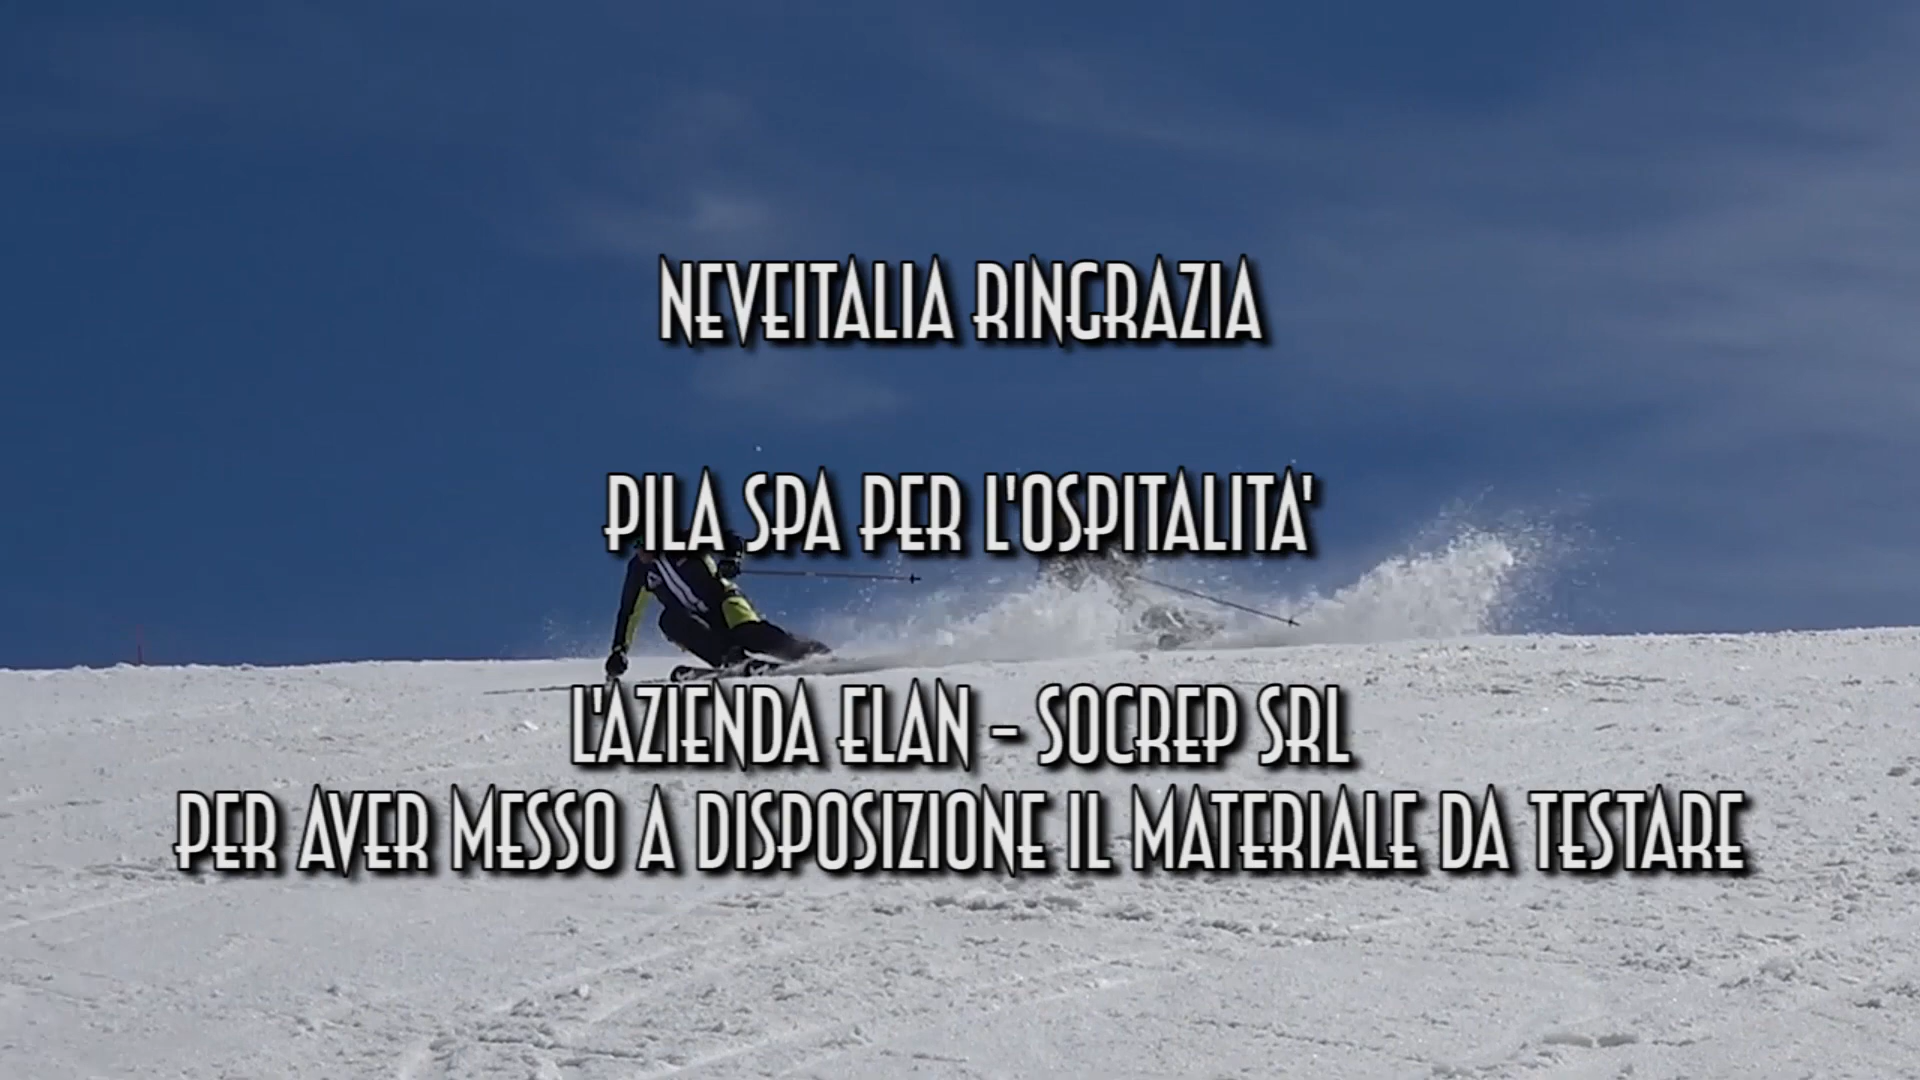 NEVEITALIA RINGRAZIA
PILA SPA PER L'OSPITALITA'
L'AZIENDA ELAN - SOCREP SRL
PER AVER MESSO A DISPOSIZIONE IL MATERIALE DA TESTARE